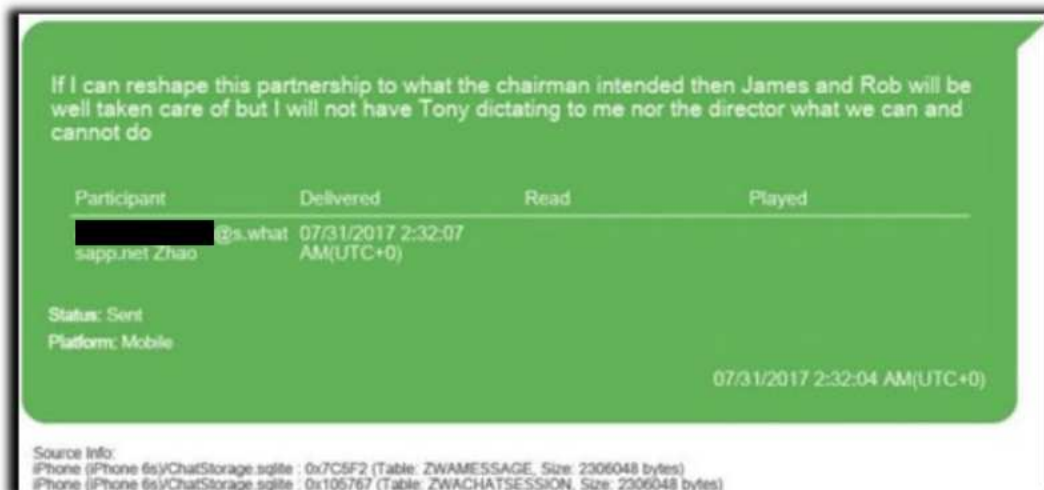 If I can reshape this partnership to what the chairman intended then James and Rob will be
well taken care of but I will not have Tony dictating to me nor the director what we can and
cannot do
Participant Delivered Read Played
@s.what 07/31/2017 2:32:07
sapp.net Zhao AM(UTC+0)
Status: Sent
Platform: Mobile
07/31/2017 2:32:04 AM(UTC+0)
Source Info:
iPhone (iPhone 6s)/ChatStorage.sqlite : 0x7C5F2 (Table: ZWAMESSAGE, Size: 2306048 bytes)
iPhone (iPhone 6s)/ChatStorage.sqlite : 0x105767 (Table: ZWACHATSESSION, Size: 2306048 bytes)